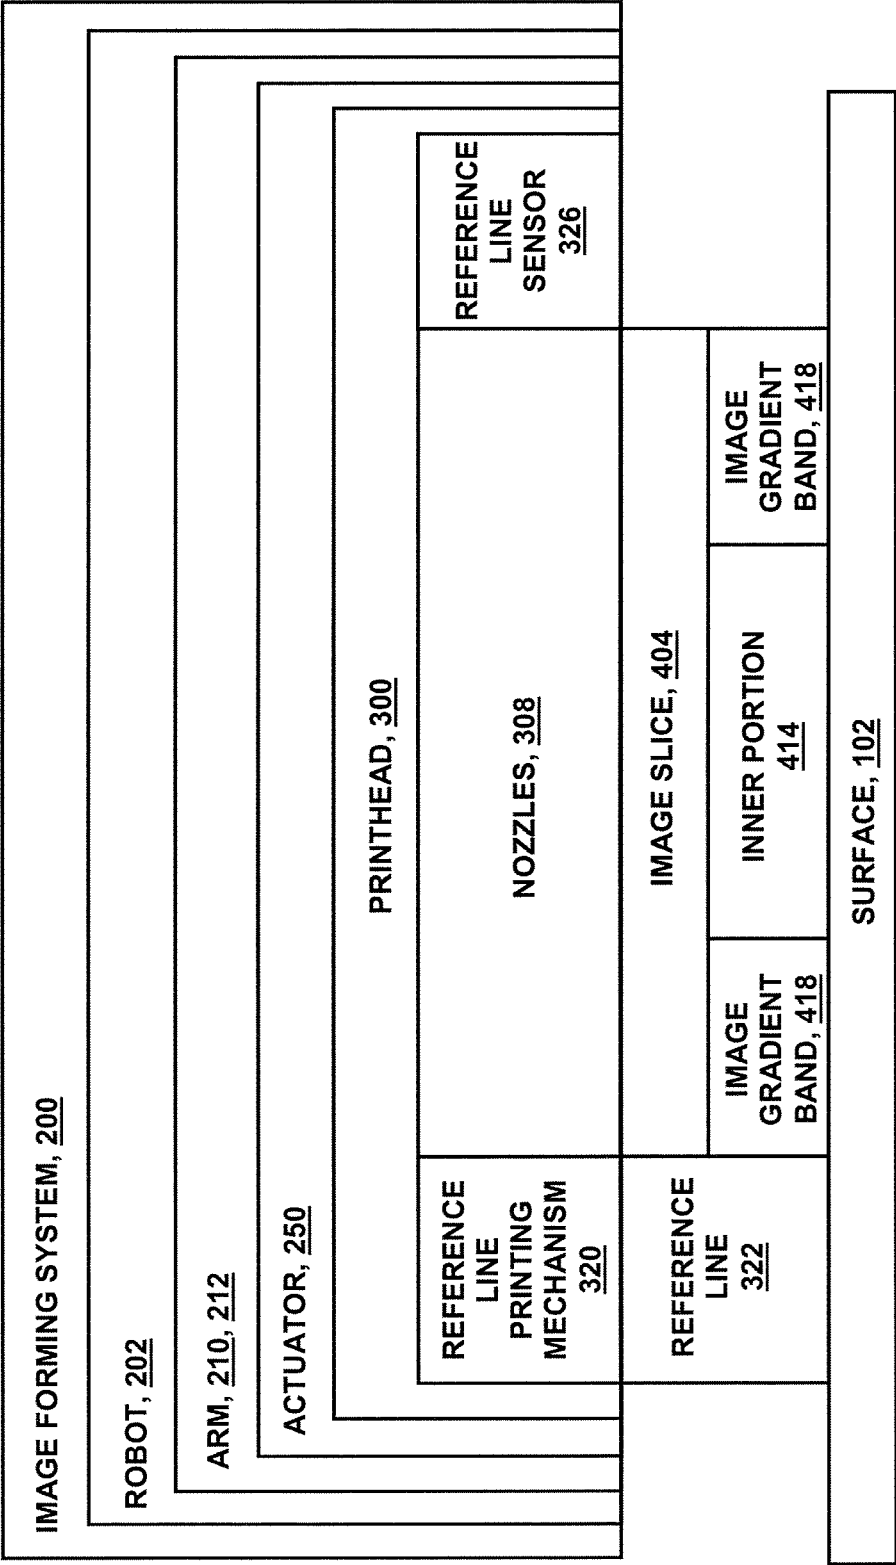 IMAGE FORMING SYSTEM, 200
ROBOT, 202
ARM, 210, 212
ACTUATOR, 250
PRINTHEAD, 300
REFERENCE
LINE
PRINTING
MECHANISM
320
NOZZLES, 308
REFERENCE
LINE
SENSOR
326
REFERENCE
LINE
322
IMAGE SLICE, 404
IMAGE
GRADIENT
BAND, 418
INNER PORTION
414
IMAGE
GRADIENT
BAND, 418
SURFACE, 102